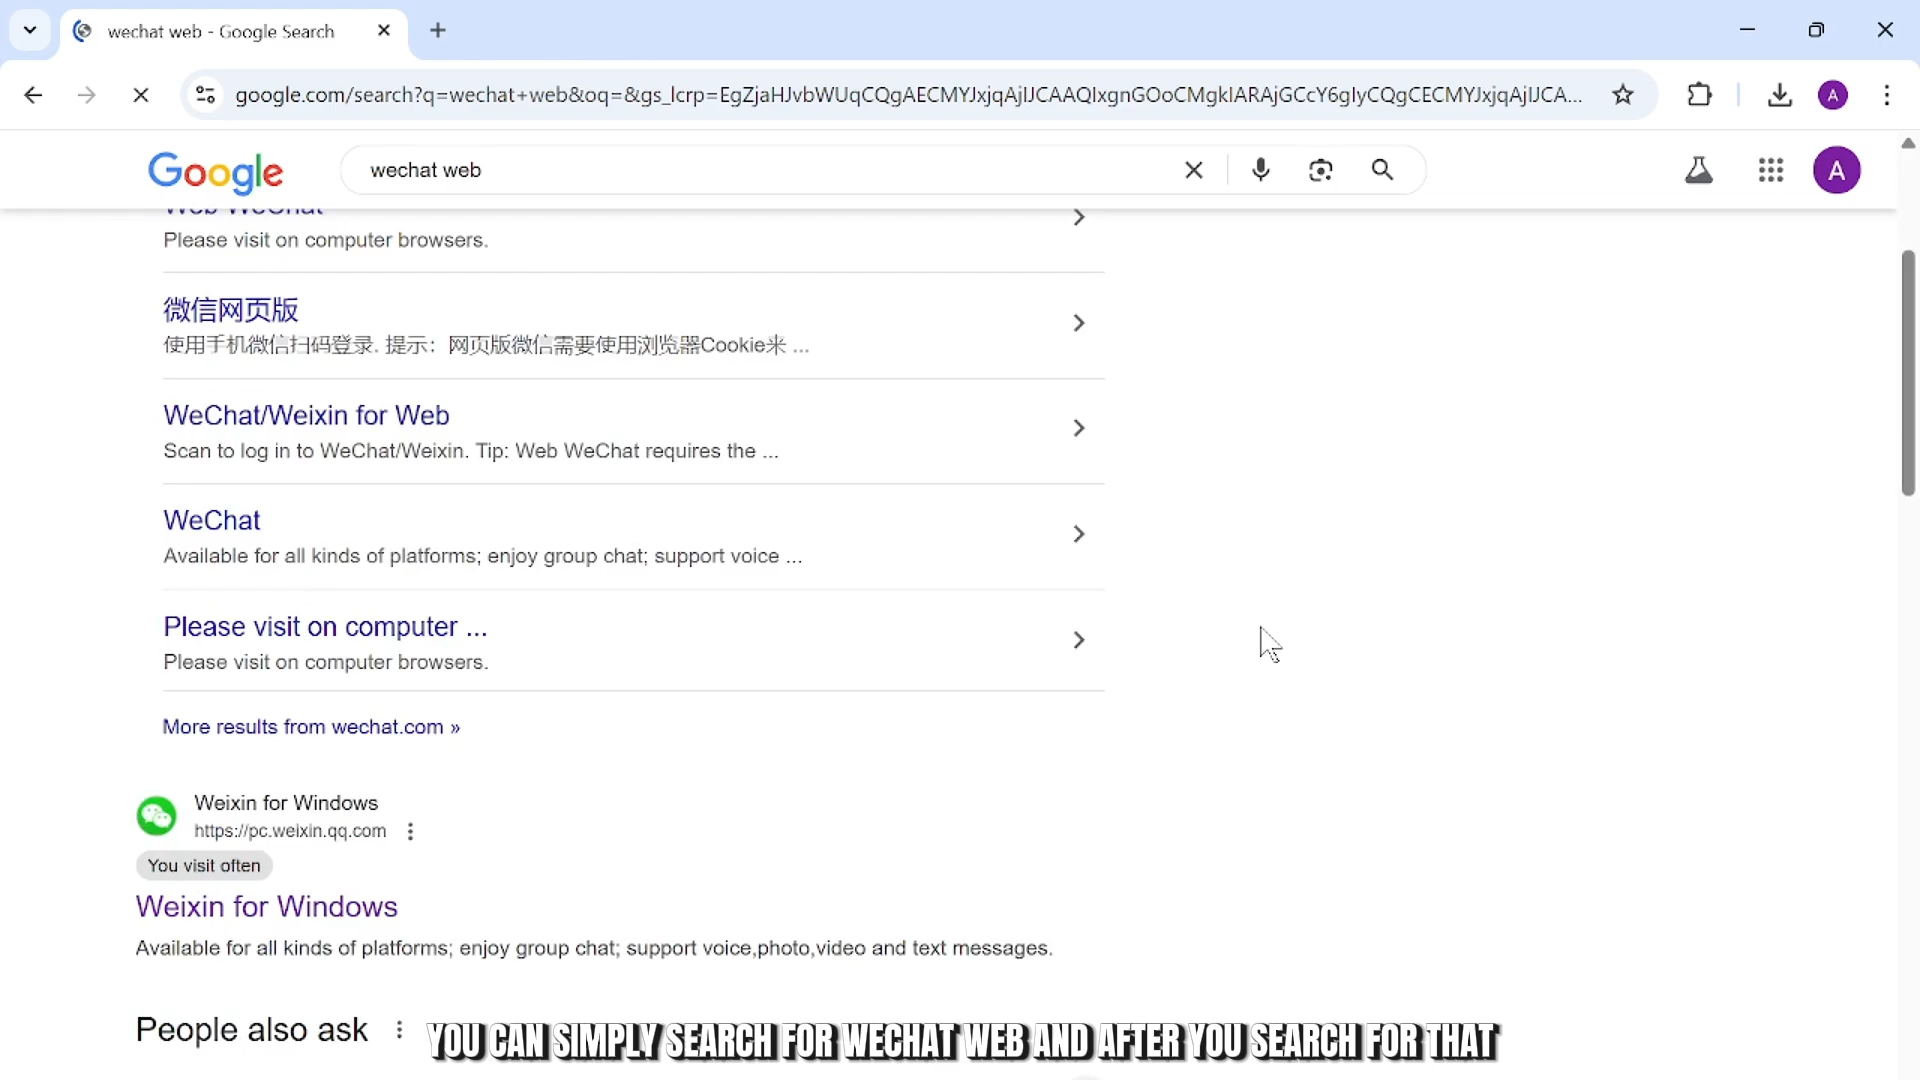 wechat web - Google Search
google.com/search?q=wechat+web&oq=&gs_lcrp=EgZjaHJvbWUqCQgAECMYJxjqAjIJCAAQIxgnGOoCMgkIARAjGCcY6gIyCQgCECMYJxjqAjIJCA...
Google
wechat web
A
A
Web WeChat
Please visit on computer browsers.
微信网页版
使用手机微信扫码登录. 提示：网页版微信需要使用浏览器Cookie来 ...
WeChat/Weixin for Web
Scan to log in to WeChat/Weixin. Tip: Web WeChat requires the ...
WeChat
Available for all kinds of platforms; enjoy group chat; support voice ...
Please visit on computer ...
Please visit on computer browsers.
More results from wechat.com »
Weixin for Windows
https://pc.weixin.qq.com
You visit often
Weixin for Windows
Available for all kinds of platforms; enjoy group chat; support voice,photo,video and text messages.
People also ask
YOU CAN SIMPLY SEARCH FOR WECHAT WEB AND AFTER YOU SEARCH FOR THAT